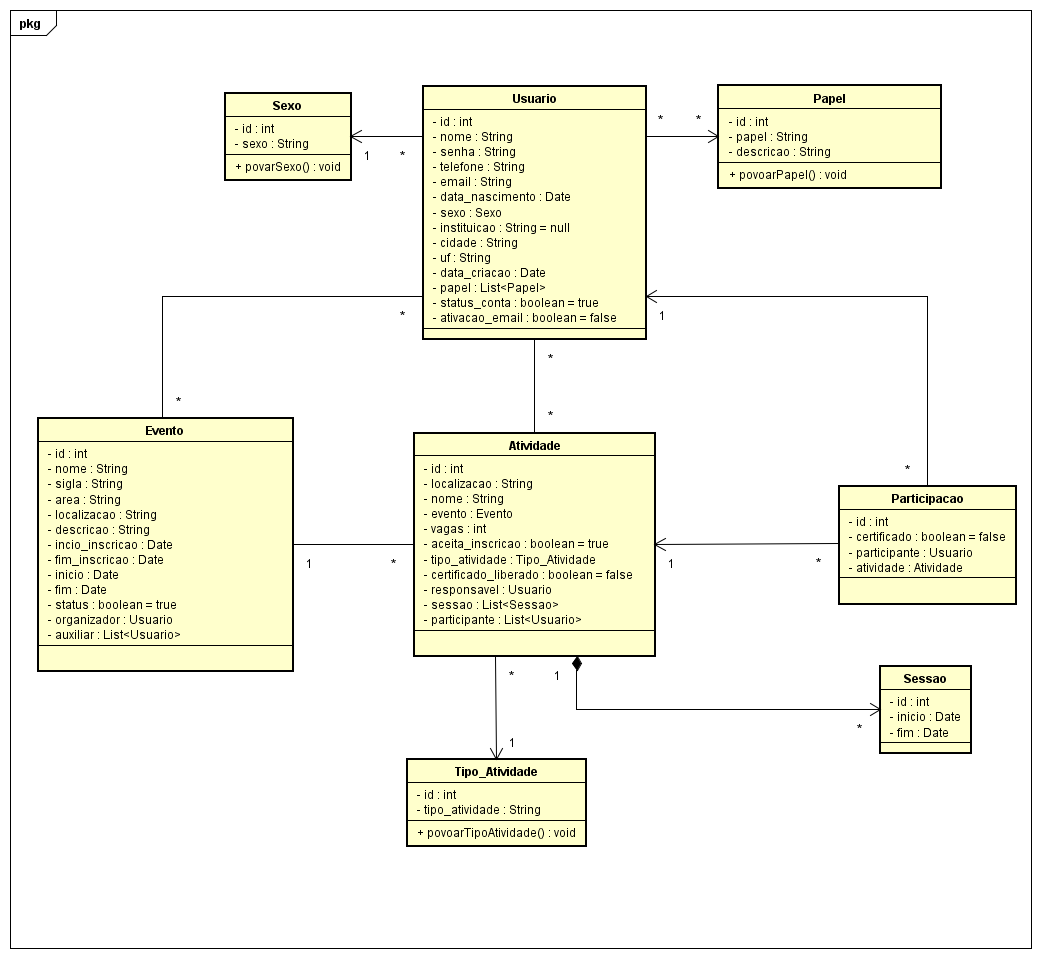 pkg
Sexo
- id : int
- sexo : String
+ povarSexo() : void
1
*
Usuario
- id : int
- nome : String
- senha : String
- telefone : String
- email : String
- data_nascimento : Date
- sexo : Sexo
- instituicao : String = null
- cidade : String
- uf : String
- data_criacao : Date
- papel : List<Papel>
- status_conta : boolean = true
- ativacao_email : boolean = false
* *
Papel
- id : int
- papel : String
- descricao : String
+ povoarPapel() : void
*
1
*
*
*
*
Evento
- id : int
- nome : String
- sigla : String
- area : String
- localizacao : String
- descricao : String
- incio_inscricao : Date
- fim_inscricao : Date
- inicio : Date
- fim : Date
- status : boolean = true
- organizador : Usuario
- auxiliar : List<Usuario>
1 *
Atividade
- id : int
- localizacao : String
- nome : String
- evento : Evento
- vagas : int
- aceita_inscricao : boolean = true
- tipo_atividade : Tipo_Atividade
- certificado_liberado : boolean = false
- responsavel : Usuario
- sessao : List<Sessao>
- participante : List<Usuario>
1 *
Participacao
- id : int
- certificado : boolean = false
- participante : Usuario
- atividade : Atividade
* 1
*
1
Sessao
- id : int
- inicio : Date
- fim : Date
Tipo_Atividade
- id : int
- tipo_atividade : String
+ povoarTipoAtividade() : void